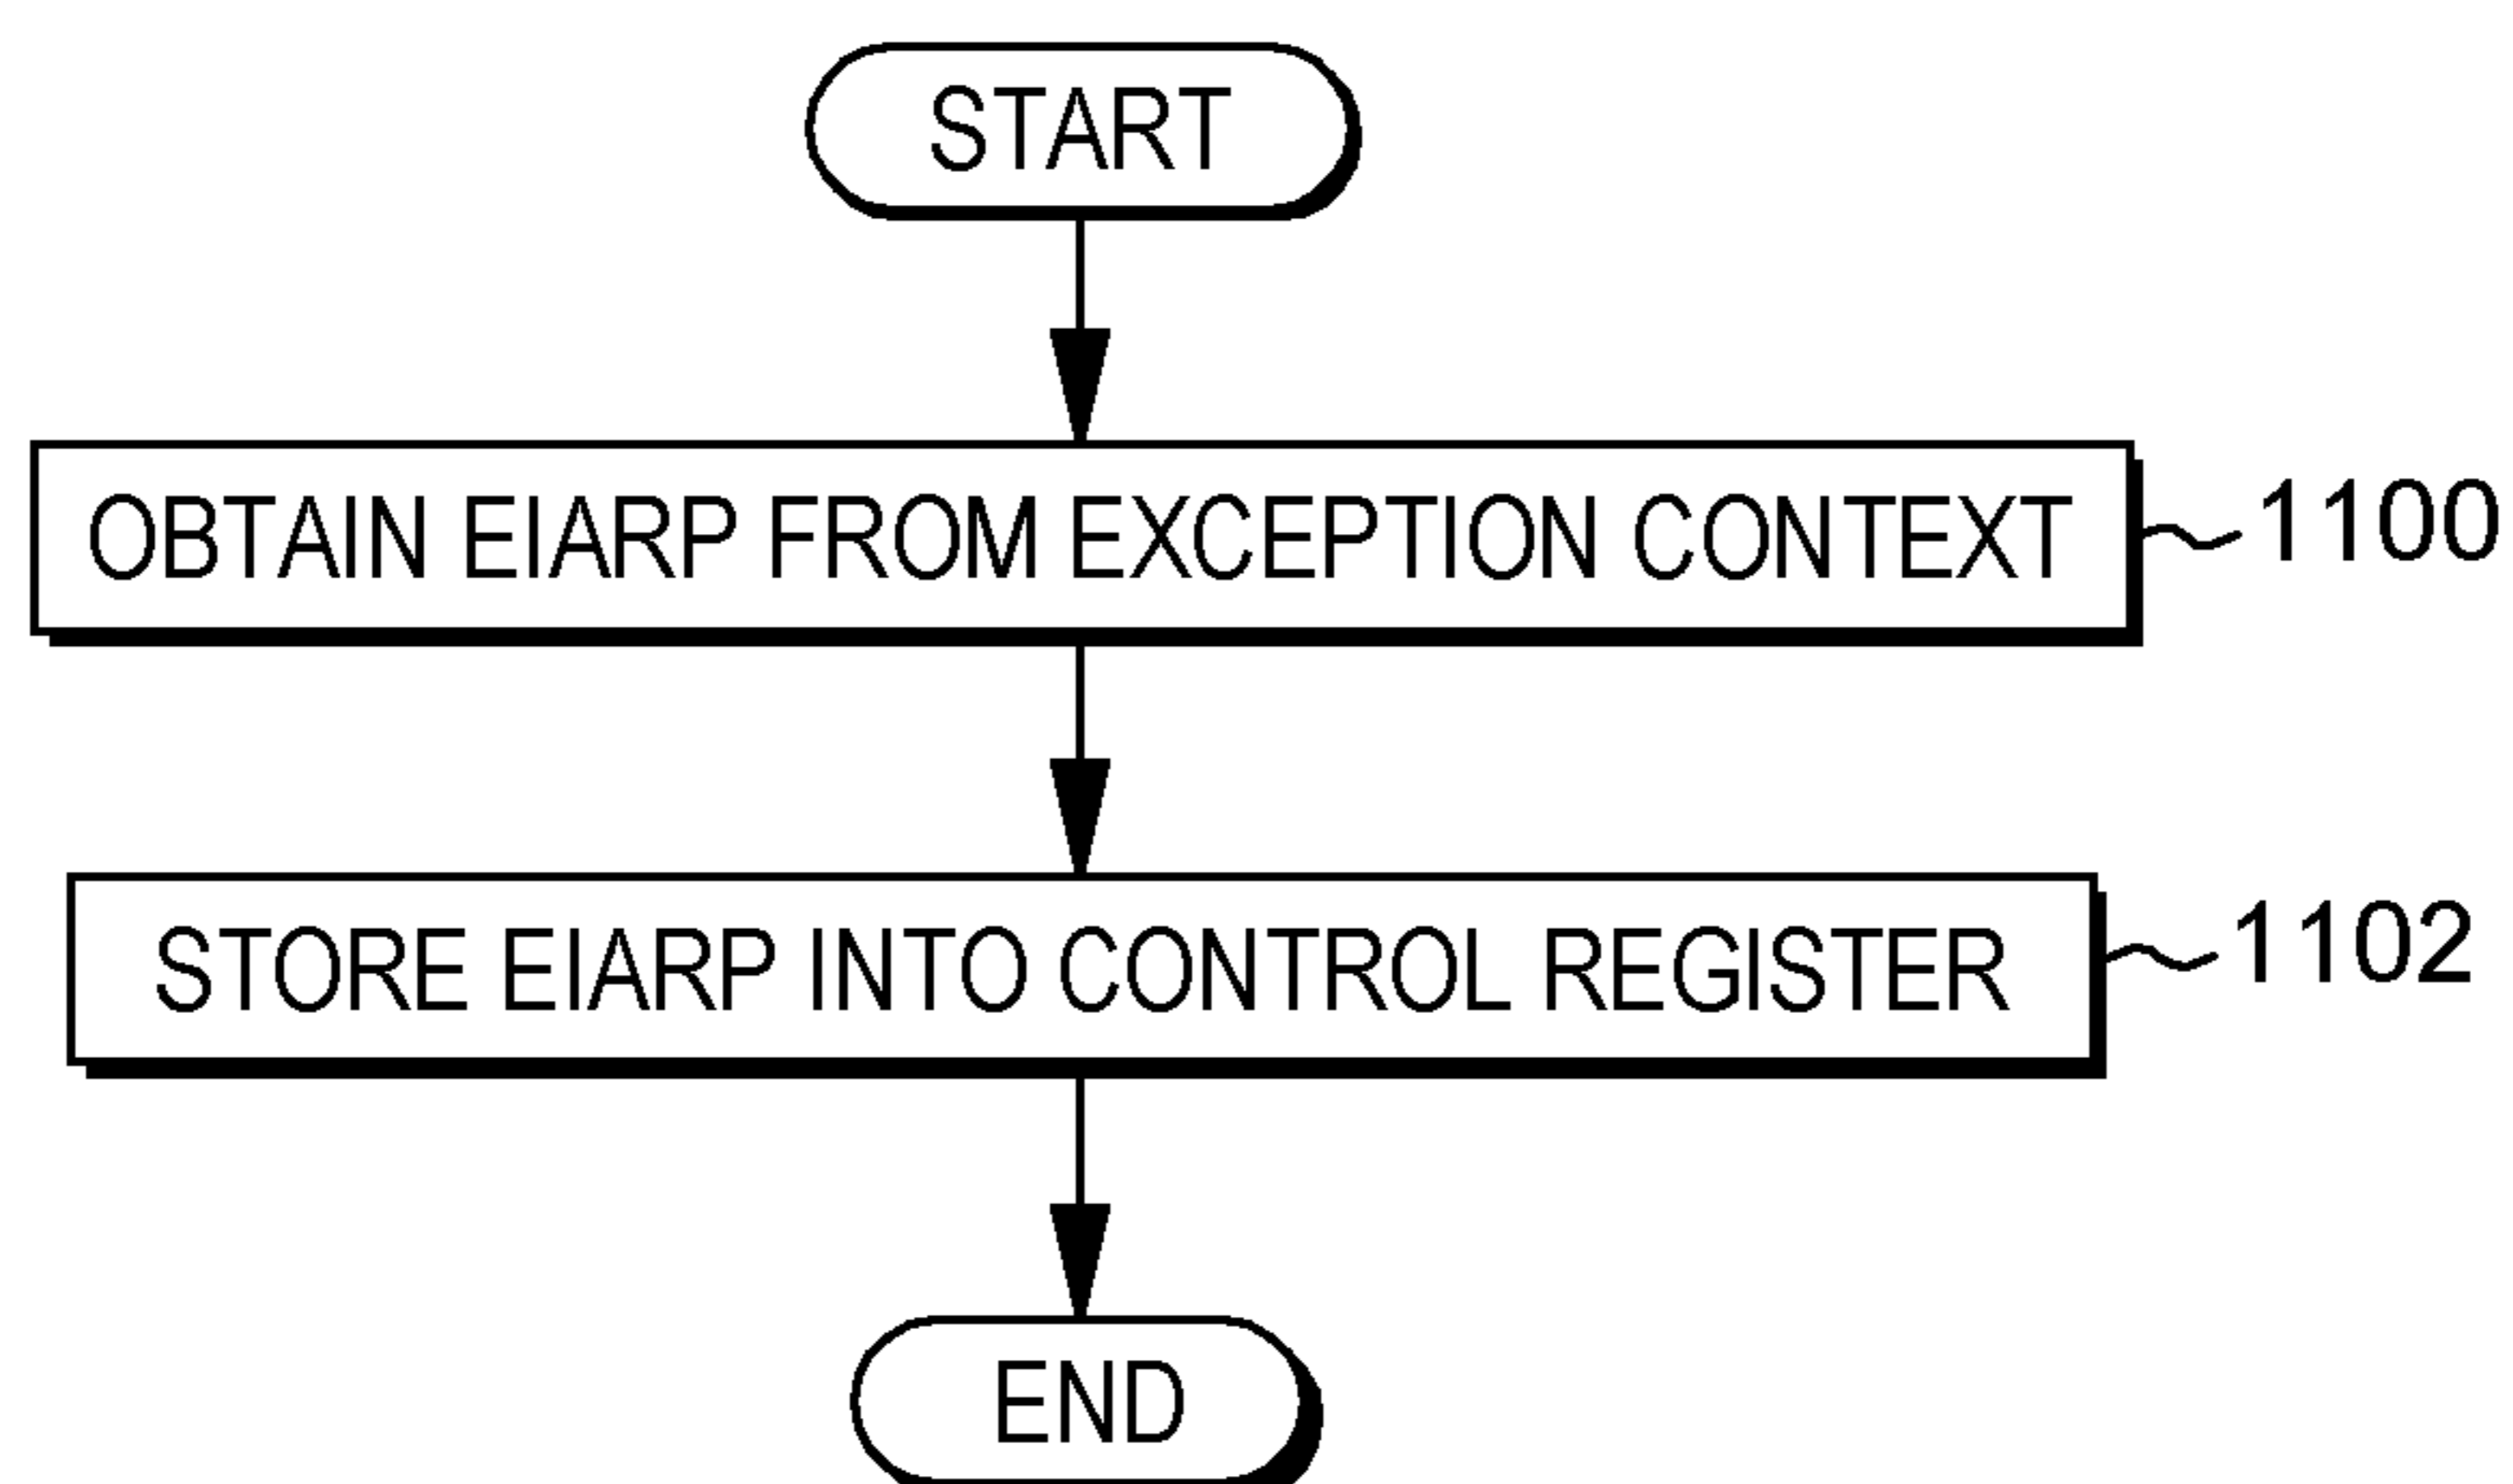 START
OBTAIN EIARP FROM EXCEPTION CONTEXT
1100
STORE EIARP INTO CONTROL REGISTER
1102
END